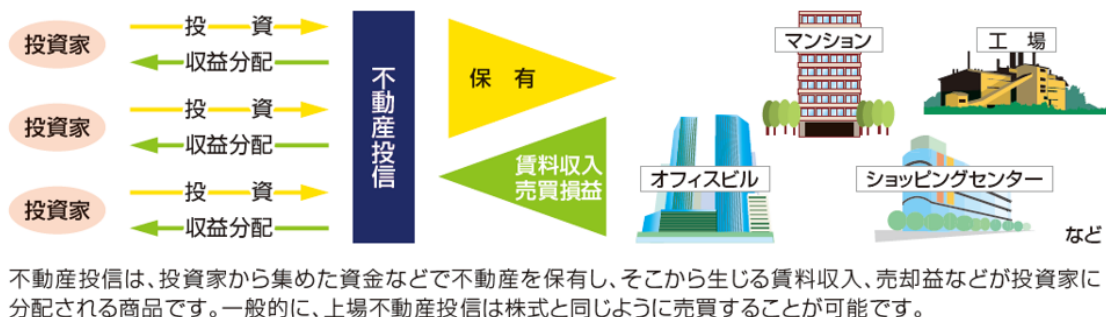 投資家
投 資
収益分配
投資家
投 資
収益分配
投資家
投 資
収益分配
不動産投信
保 有
賃料収入
売買損益
マンション
工 場
オフィスビル
ショッピングセンター
など
不動産投信は、投資家から集めた資金などで不動産を保有し、そこから生じる賃料収入、売却益などが投資家に
分配される商品です。一般的に、上場不動産投信は株式と同じように売買することが可能です。